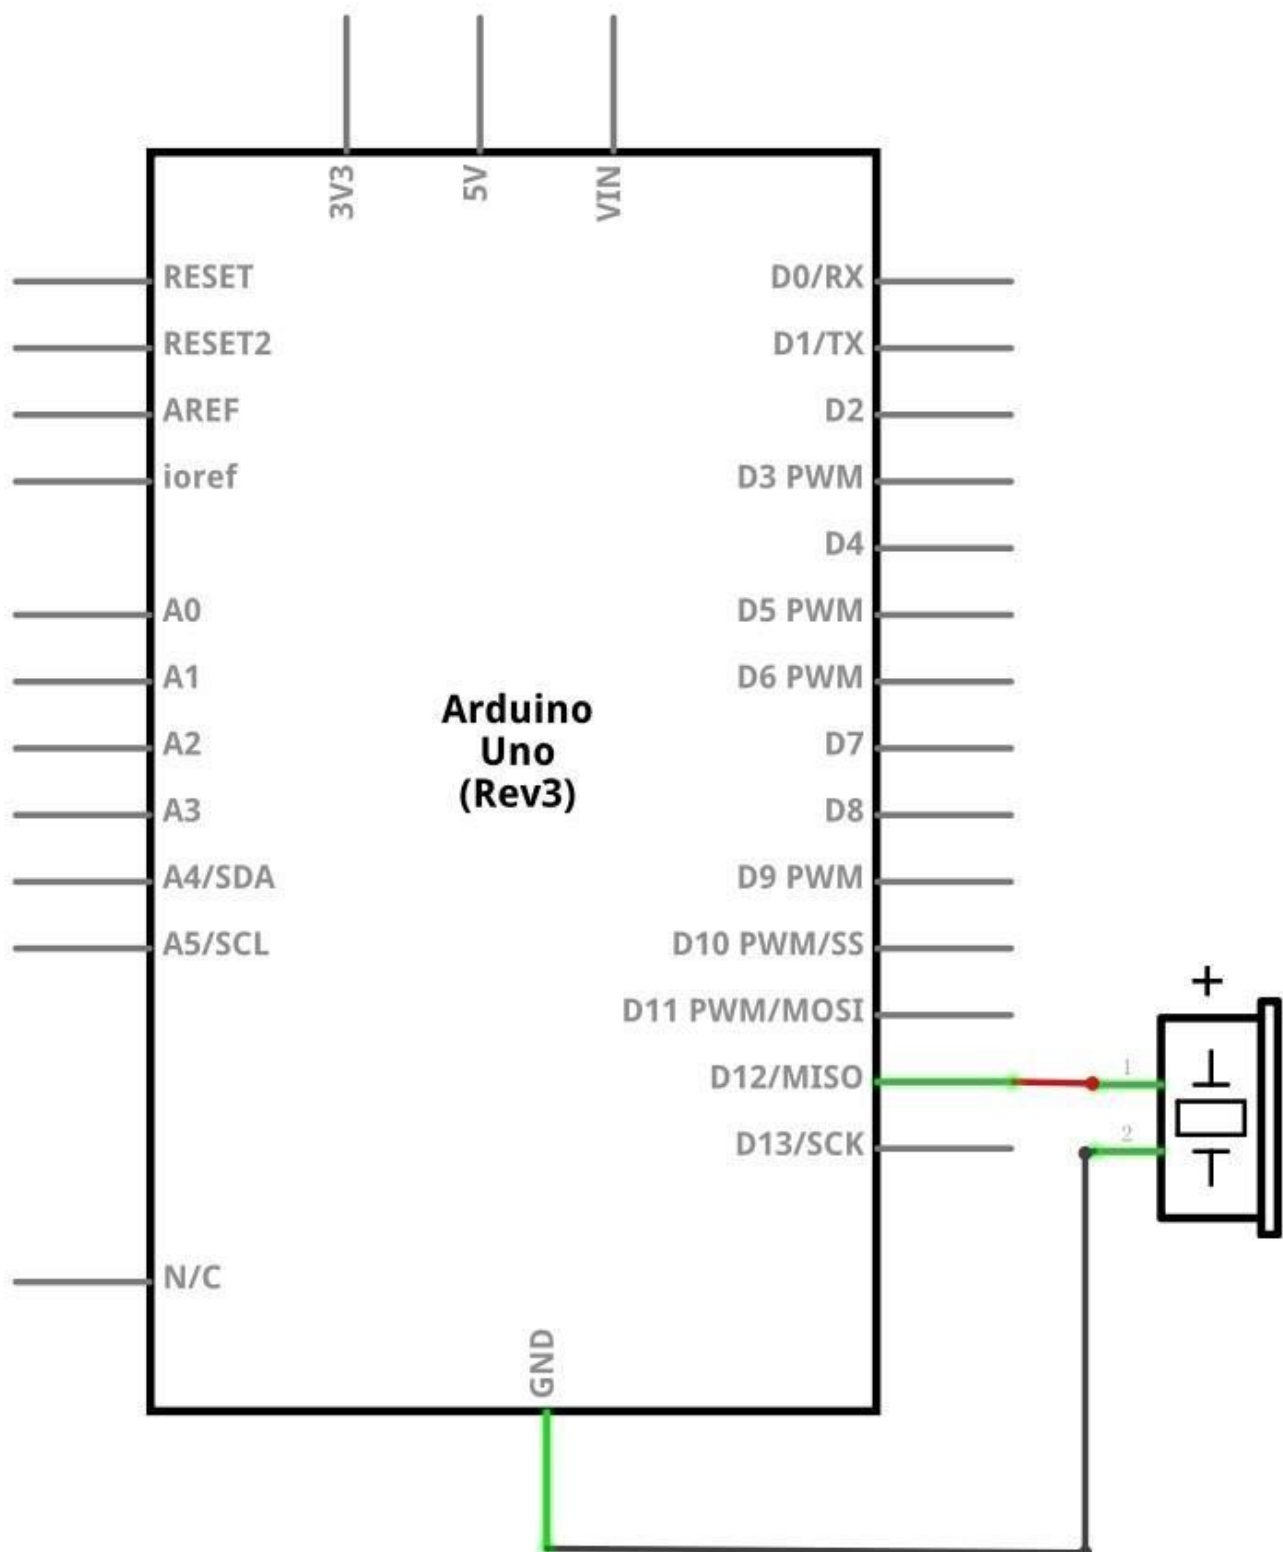 3V3
5V
VIN
RESET
D0/RX
RESET2
D1/TX
AREF
D2
ioref
D3 PWM
D4
A0
D5 PWM
A1
D6 PWM
Arduino
Uno
(Rev3)
A2
D7
A3
D8
A4/SDA
D9 PWM
A5/SCL
D10 PWM/SS
+
D11 PWM/MOSI
D12/MISO
1
D13/SCK
2
N/C
GND